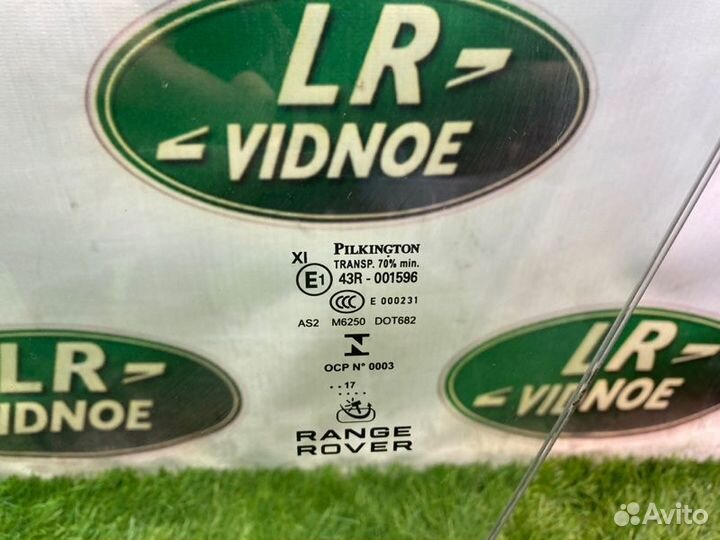 LR
VIDNOE
XI
PILKINGTON
TRANSP. 70% min.
E1
43R - 001596
CCC E 000231
AS2 M6250 DOT682
N
OCP N° 0003
..17
RANGE
ROVER
LR
VIDNOE
LR
VIDNOE
Avito